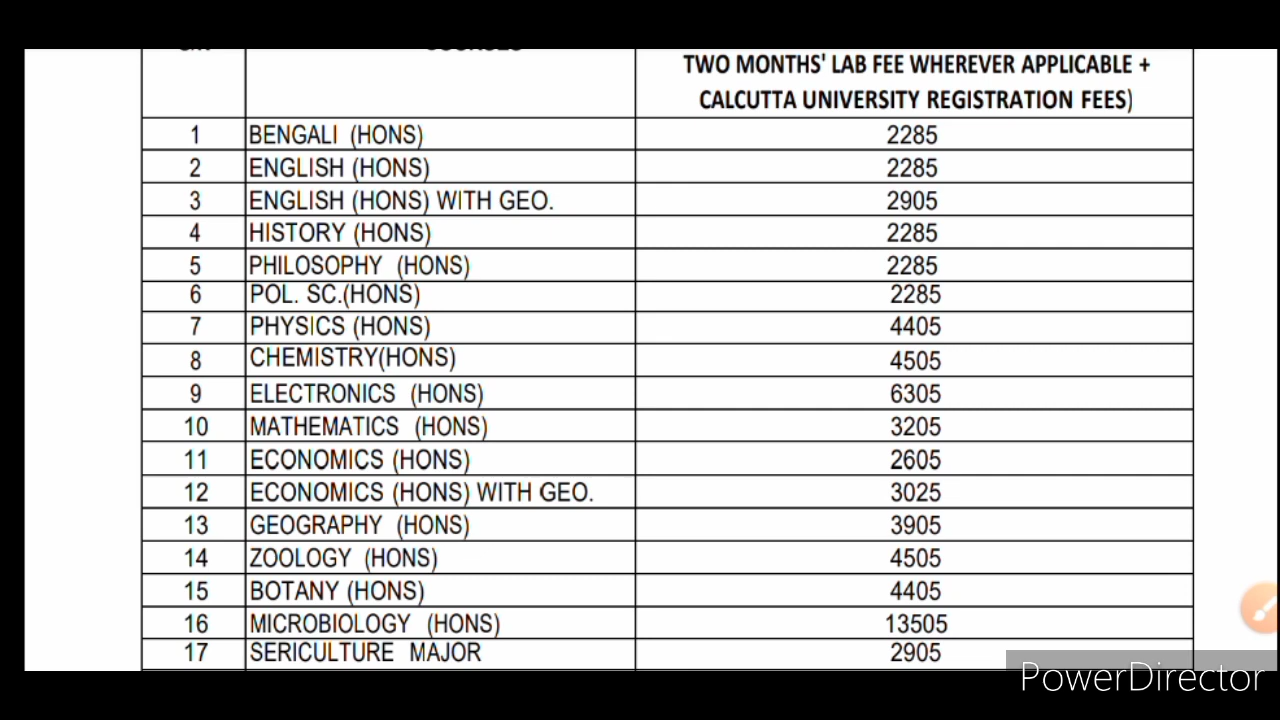 TWO MONTHS' LAB FEE WHEREVER APPLICABLE +
CALCUTTA UNIVERSITY REGISTRATION FEES)
1 BENGALI (HONS) 2285
2 ENGLISH (HONS) 2285
3 ENGLISH (HONS) WITH GEO. 2905
4 HISTORY (HONS) 2285
5 PHILOSOPHY (HONS) 2285
6 POL. SC.(HONS) 2285
7 PHYSICS (HONS) 4405
8 CHEMISTRY(HONS) 4505
9 ELECTRONICS (HONS) 6305
10 MATHEMATICS (HONS) 3205
11 ECONOMICS (HONS) 2605
12 ECONOMICS (HONS) WITH GEO. 3025
13 GEOGRAPHY (HONS) 3905
14 ZOOLOGY (HONS) 4505
15 BOTANY (HONS) 4405
16 MICROBIOLOGY (HONS) 13505
17 SERICULTURE MAJOR 2905
PowerDirector